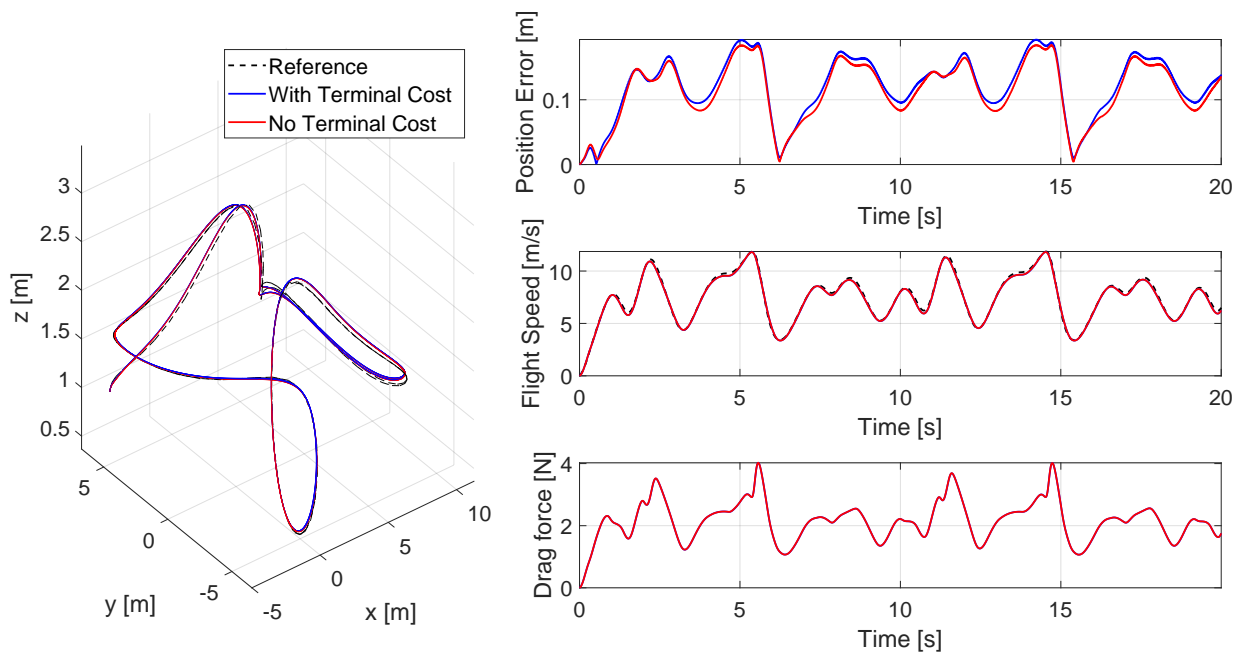 Reference
With Terminal Cost
No Terminal Cost
3
2.5
2
1.5
1
0.5
z [m]
5
0
-5
y [m]
-5
0
5
10
x [m]
Position Error [m]
0.1
0
0 5 10 15 20
Time [s]
Flight Speed [m/s]
10
5
0
0 5 10 15 20
Time [s]
Drag force [N]
4
2
0
0 5 10 15 20
Time [s]